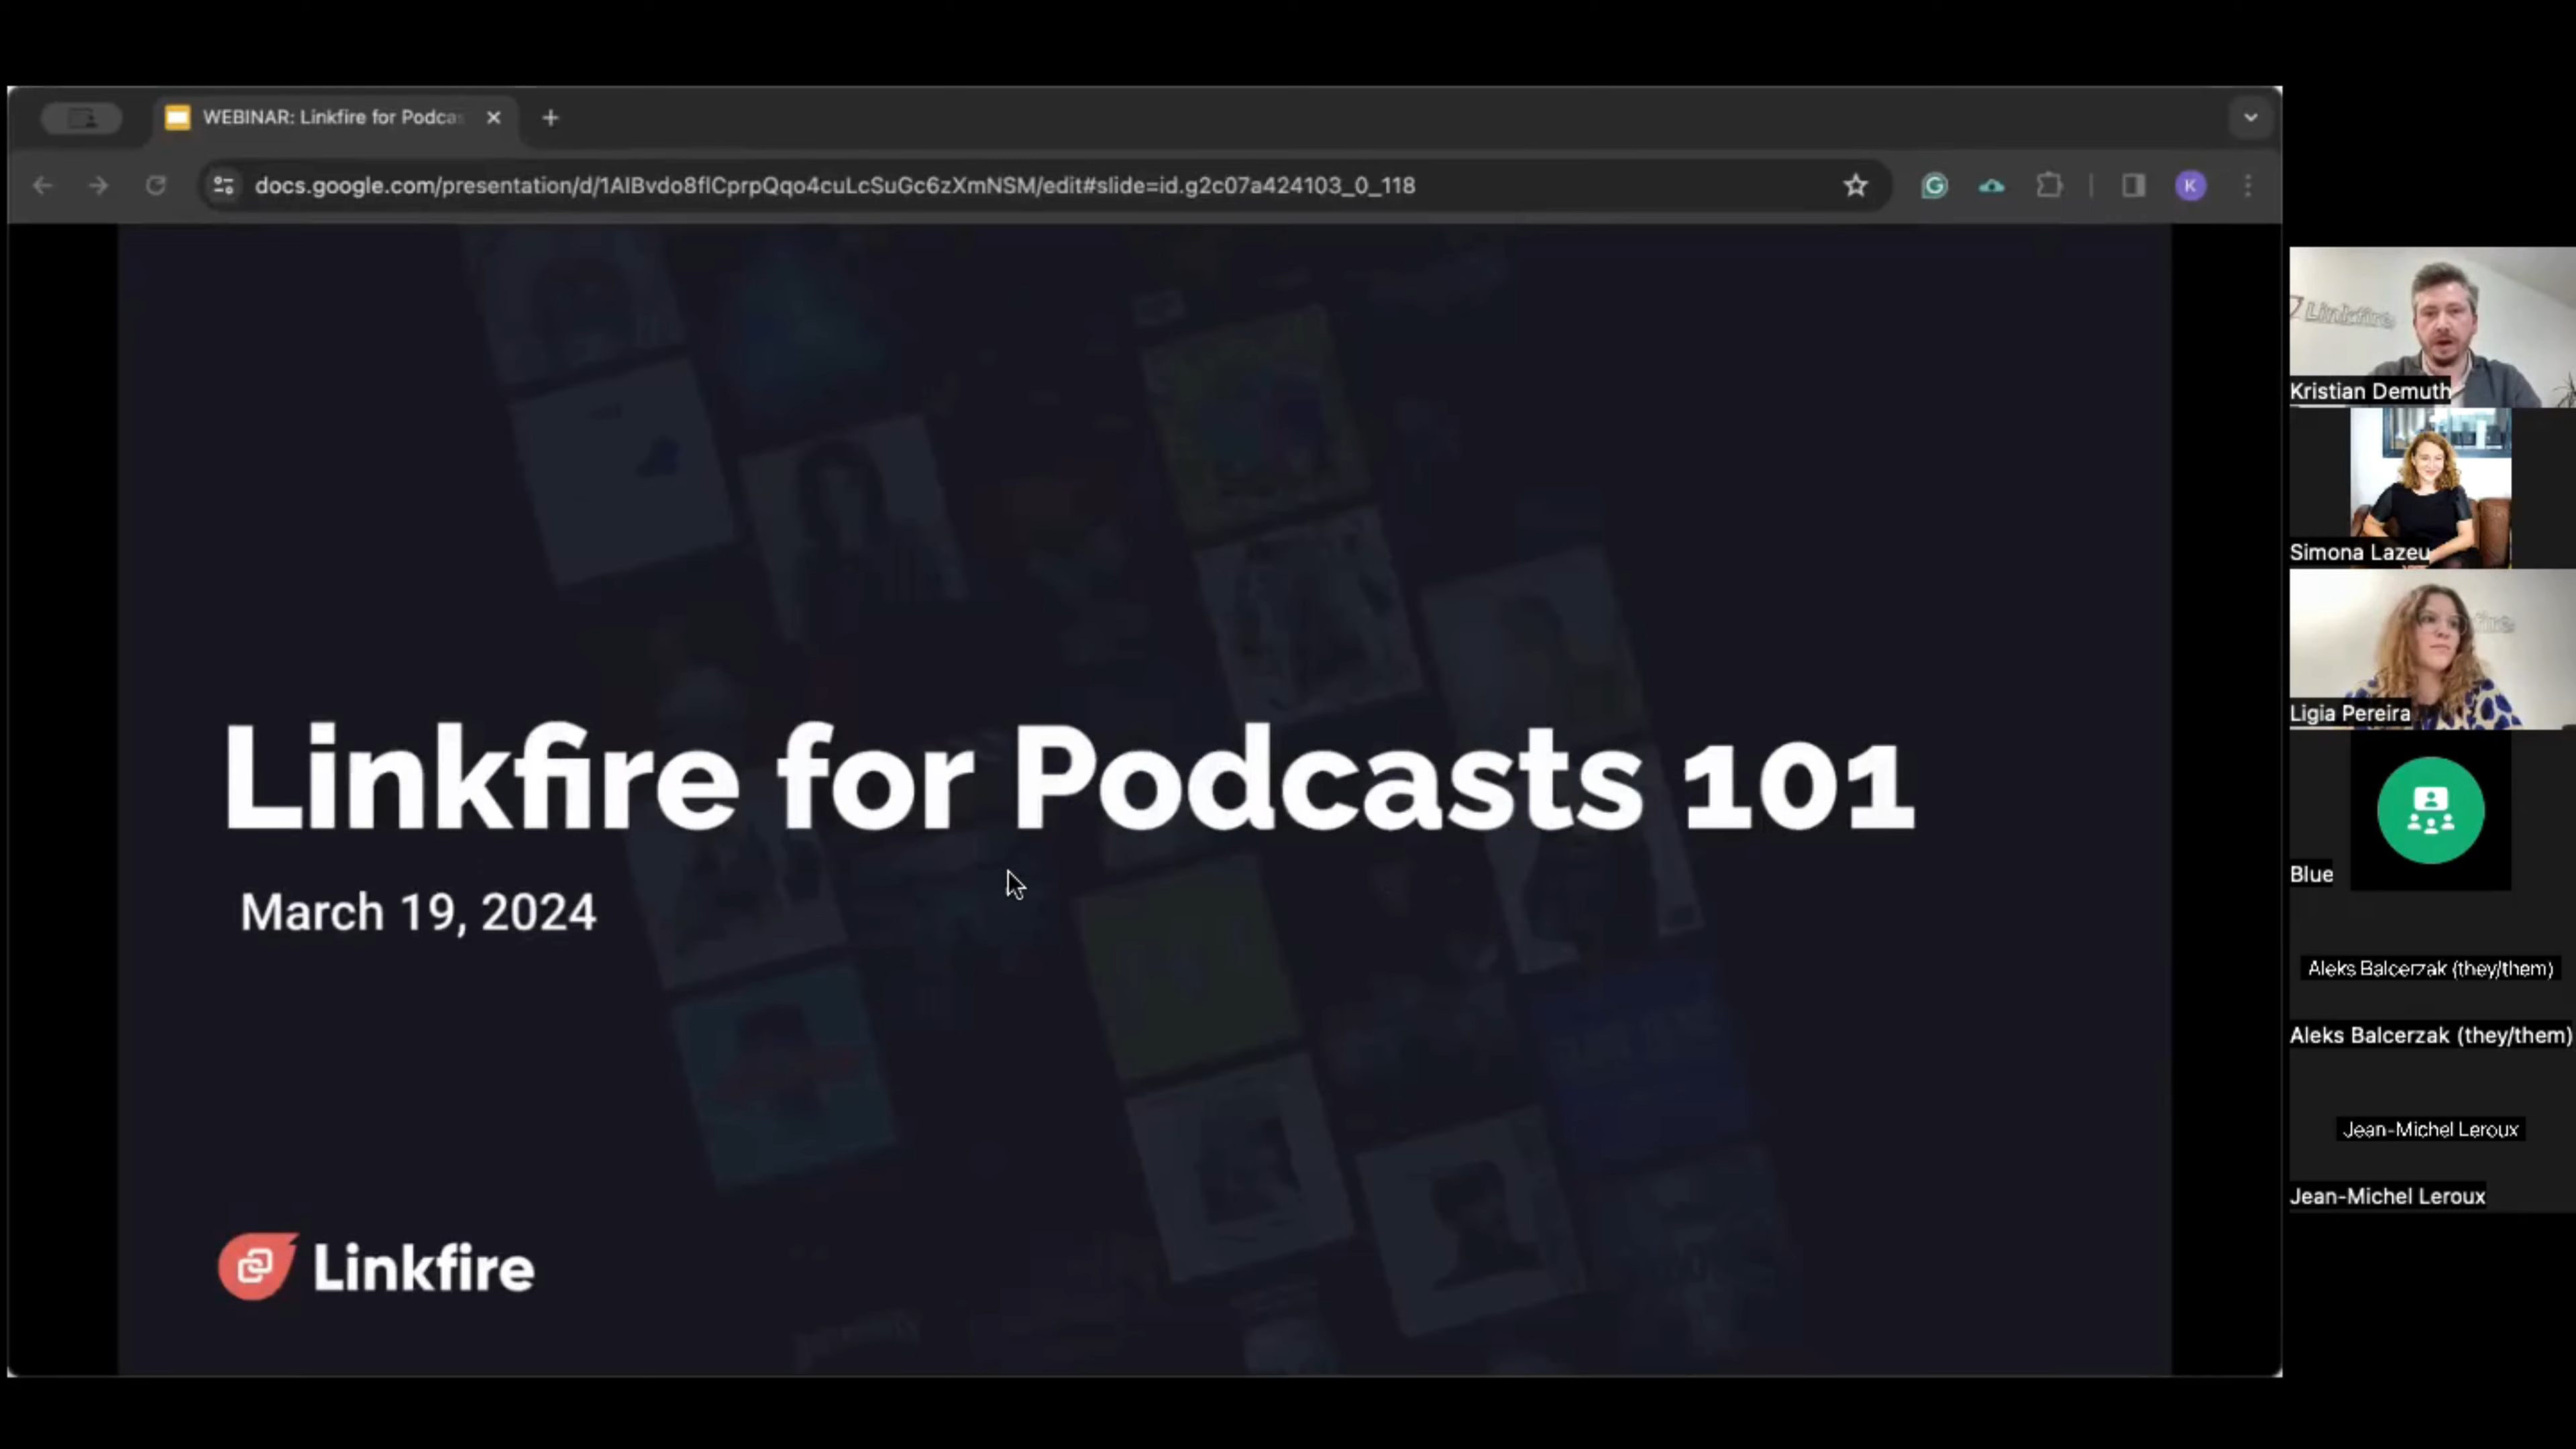 WEBINAR: Linkfire for Podca
docs.google.com/presentation/d/1AIBvdo8flCprpQqo4cuLcSuGc6zXmNSM/edit#slide=id.g2c07a424103_0_118
K
Linkfire for Podcasts 101
March 19, 2024
Linkfire
Linkfire
Kristian Demuth
Simona Lazeu
fire
Ligia Pereira
Blue
Aleks Balcerzak (they/them)
Aleks Balcerzak (they/them)
Jean-Michel Leroux
Jean-Michel Leroux